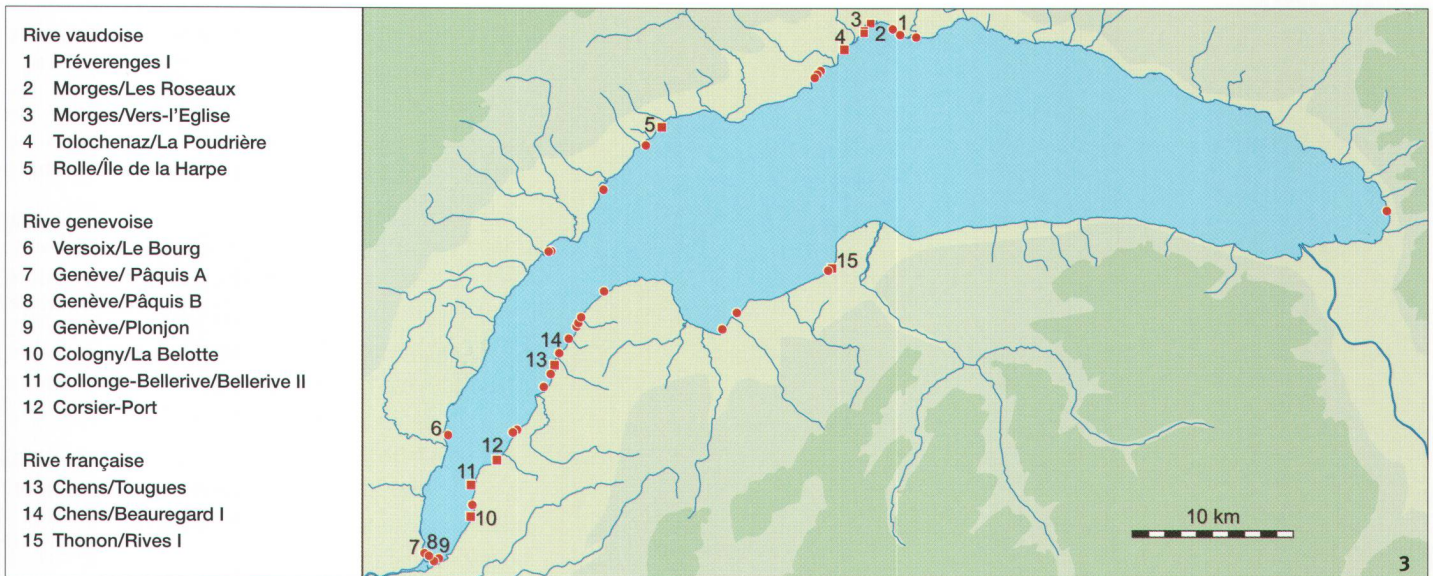 Rive vaudoise
1 Préverenges I
2 Morges/Les Roseaux
3 Morges/Vers-l'Eglise
4 Tolochenaz/La Poudrière
5 Rolle/Île de la Harpe
Rive genevoise
6 Versoix/Le Bourg
7 Genève/ Pâquis A
8 Genève/Pâquis B
9 Genève/Plonjon
10 Cologny/La Belotte
11 Collonge-Bellerive/Bellerive II
12 Corsier-Port
Rive française
13 Chens/Tougues
14 Chens/Beauregard I
15 Thonon/Rives I
3
1
2
4
5
15
14
13
6
12
11
10
7
8
9
10 km
3